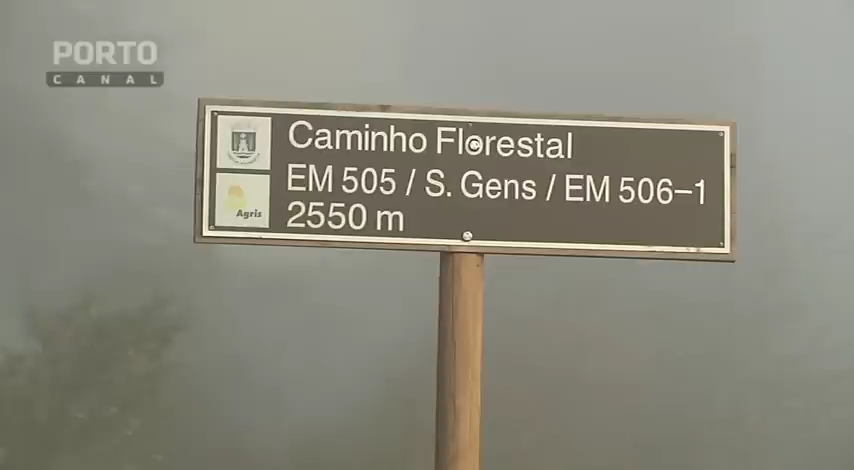 PORTO
CANAL
Caminho Florestal
EM 505 / S. Gens / EM 506-1
2550 m
Agris